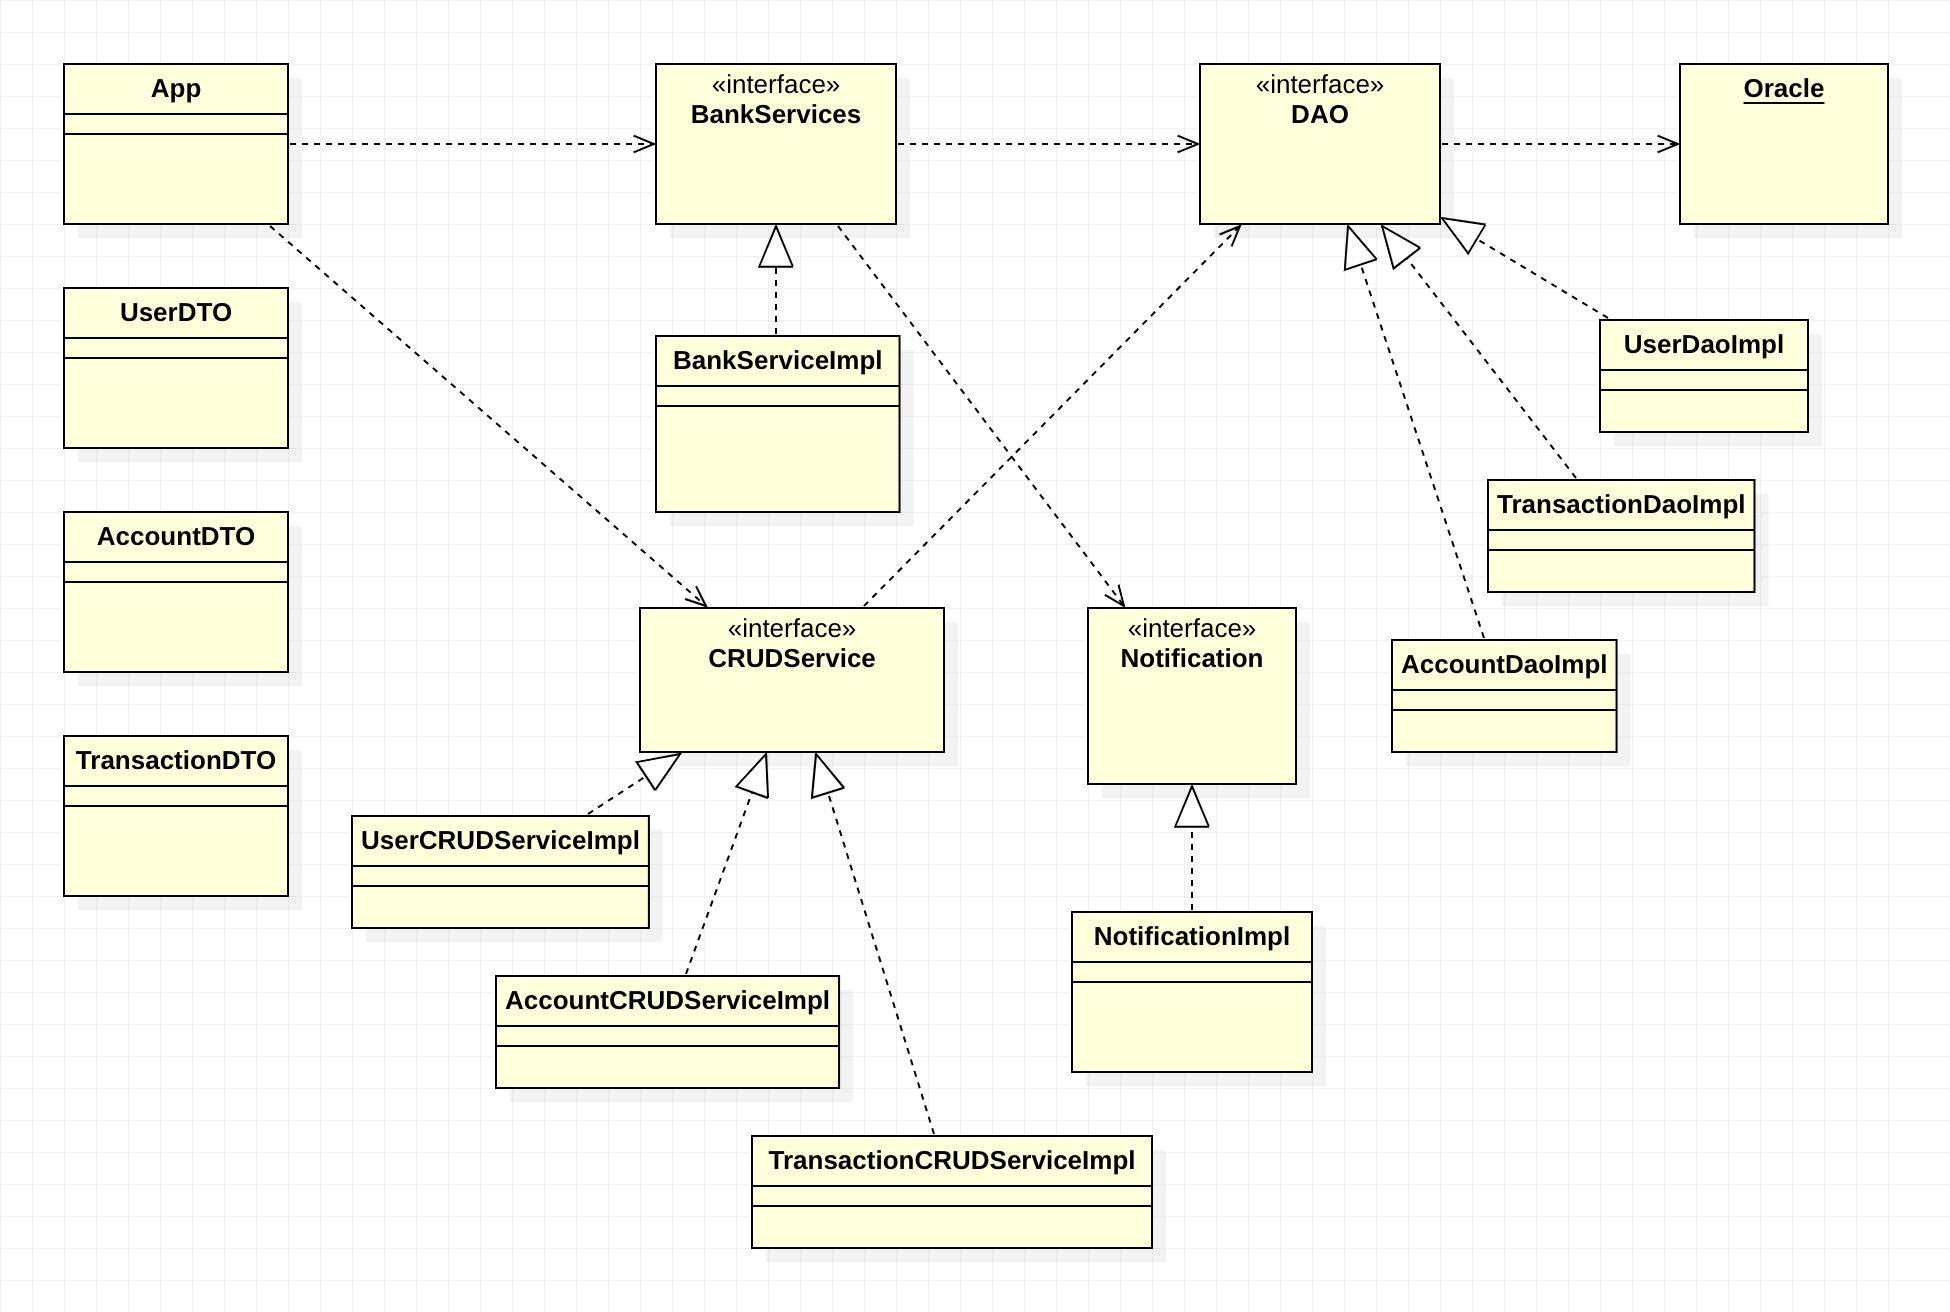 App
«interface»
BankServices
«interface»
DAO
Oracle
UserDTO
BankServiceImpl
UserDaoImpl
AccountDTO
TransactionDaoImpl
«interface»
CRUDService
«interface»
Notification
AccountDaoImpl
TransactionDTO
UserCRUDServiceImpl
NotificationImpl
AccountCRUDServiceImpl
TransactionCRUDServiceImpl